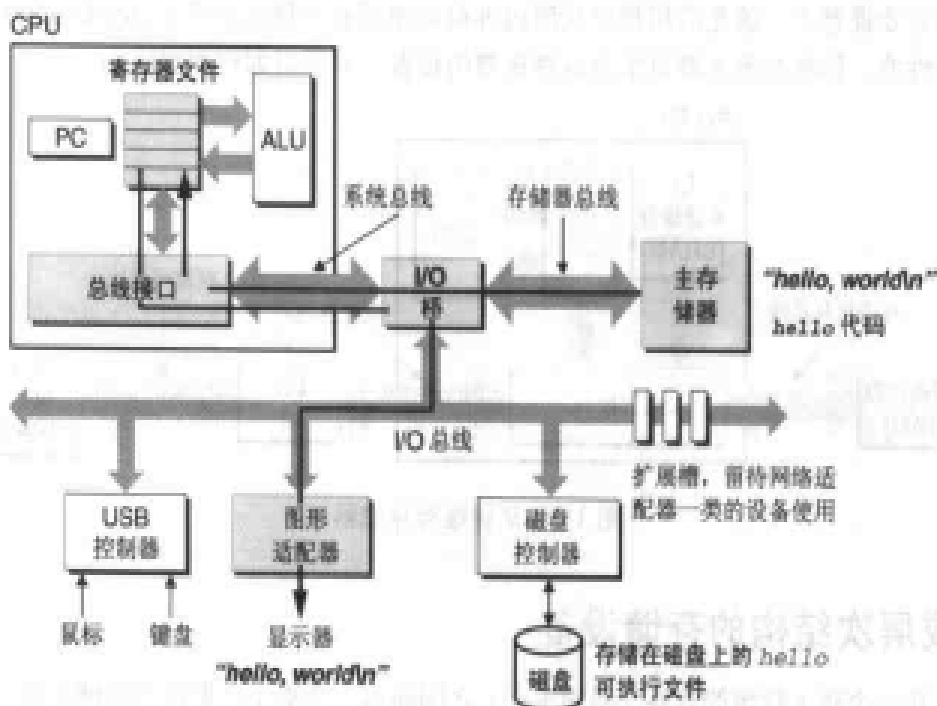 CPU
寄存器文件
PC
ALU
系统总线
存储器总线
总线接口
I/O
桥
主存
储器
"hello, world\n"
hello 代码
I/O 总线
扩展槽，留待网络适
配器一类的设备使用
USB
控制器
图形
适配器
磁盘
控制器
鼠标
键盘
显示器
"hello, world\n"
磁盘
存储在磁盘上的 hello
可执行文件